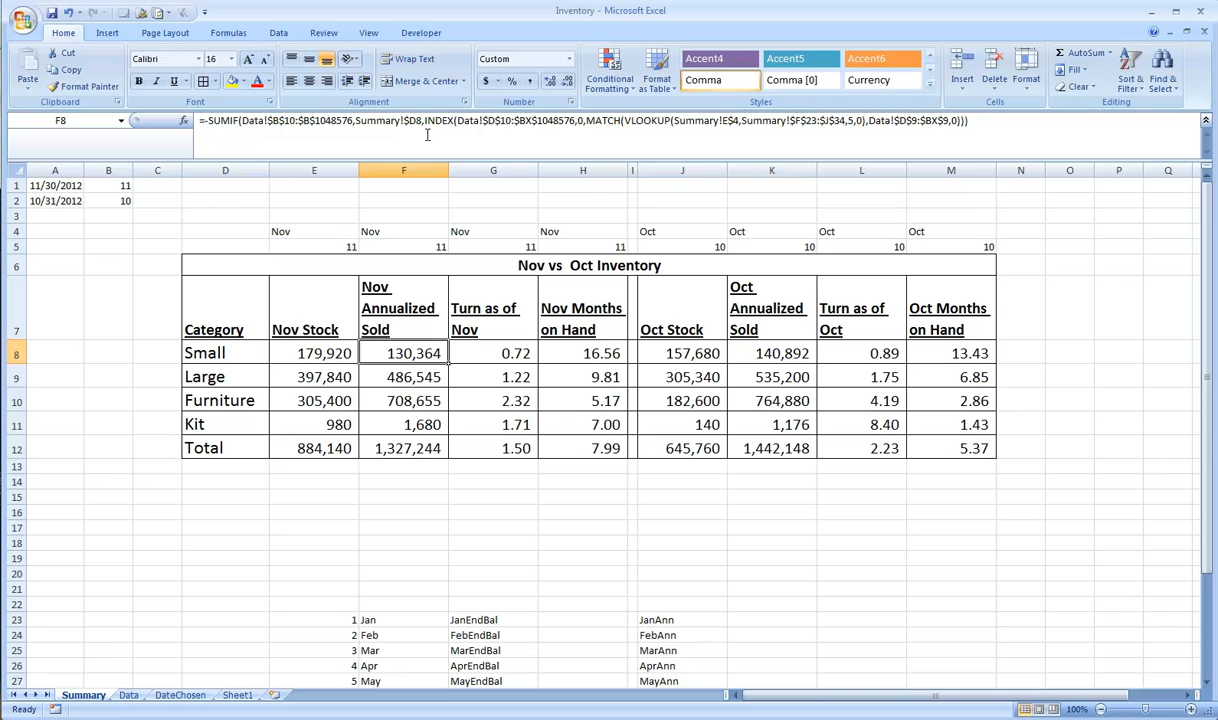 Inventory - Microsoft Excel
Home Insert Page Layout Formulas Data Review View Developer
Paste Cut Copy Format Painter Clipboard
Calibri 16 A A B I U A Font
Wrap Text Merge & Center Alignment
Custom $ % , Number
Conditional Formatting Format as Table Accent4 Accent5 Accent6 Comma Comma [0] Currency Styles
Insert Delete Format Cells
Σ AutoSum Fill Clear Sort & Filter Find & Select Editing
F8 fx =-SUMIF(Data!$B$10:$B$1048576,Summary!$D8,INDEX(Data!$D$10:$BX$1048576,0,MATCH(VLOOKUP(Summary!E$4,Summary!$F$23:$J$34,5,0),Data!$D$9:$BX$9,0)))
A B C D E F G H I J K L M N O P Q
1 11/30/2012 11
2 10/31/2012 10
3
4 Nov Nov Nov Nov Oct Oct Oct Oct
5 11 11 11 11 10 10 10 10
6 Nov vs Oct Inventory
7 Category Nov Stock Nov Annualized Sold Turn as of Nov Nov Months on Hand Oct Stock Oct Annualized Sold Turn as of Oct Oct Months on Hand
8 Small 179,920 130,364 0.72 16.56 157,680 140,892 0.89 13.43
9 Large 397,840 486,545 1.22 9.81 305,340 535,200 1.75 6.85
10 Furniture 305,400 708,655 2.32 5.17 182,600 764,880 4.19 2.86
11 Kit 980 1,680 1.71 7.00 140 1,176 8.40 1.43
12 Total 884,140 1,327,244 1.50 7.99 645,760 1,442,148 2.23 5.37
13
14
15
16
17
18
19
20
21
22
23 1 Jan JanEndBal JanAnn
24 2 Feb FebEndBal FebAnn
25 3 Mar MarEndBal MarAnn
26 4 Apr AprEndBal AprAnn
27 5 May MayEndBal MayAnn
Summary Data DateChosen Sheet1
Ready 100%